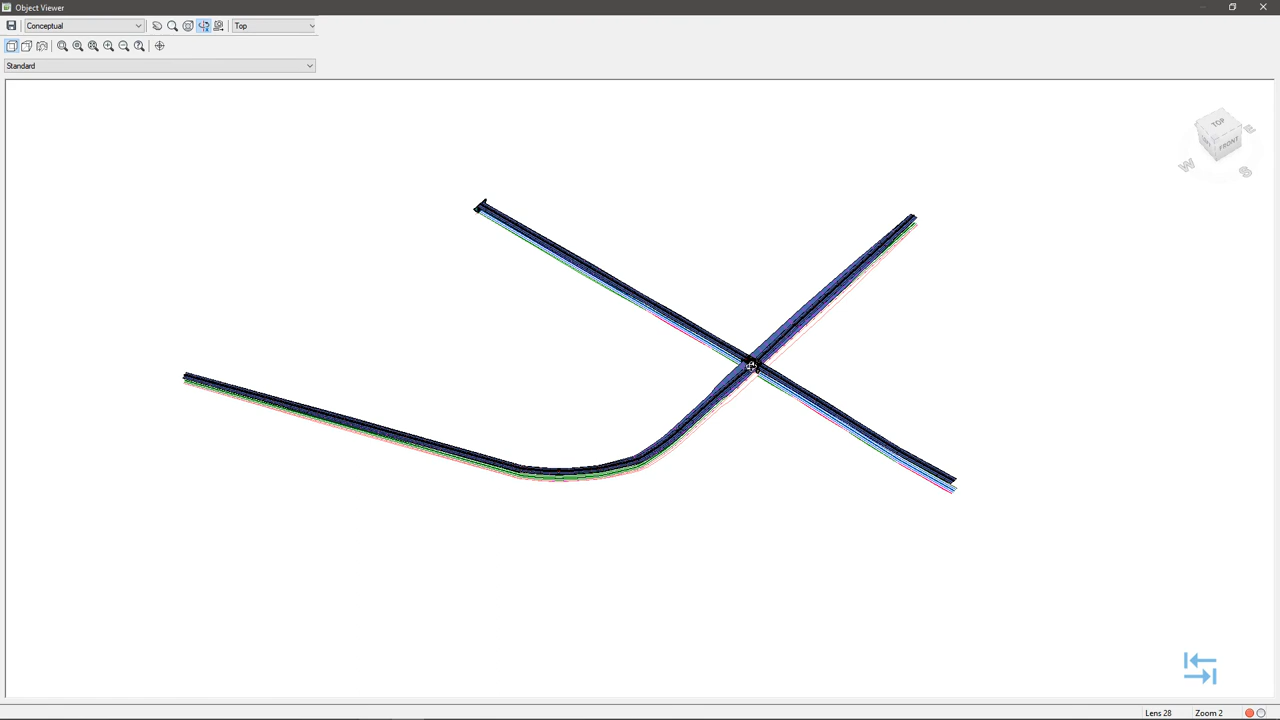 Object Viewer
Conceptual
Top
Standard
TOP
FRONT
W
S
E
Lens 28
Zoom 2